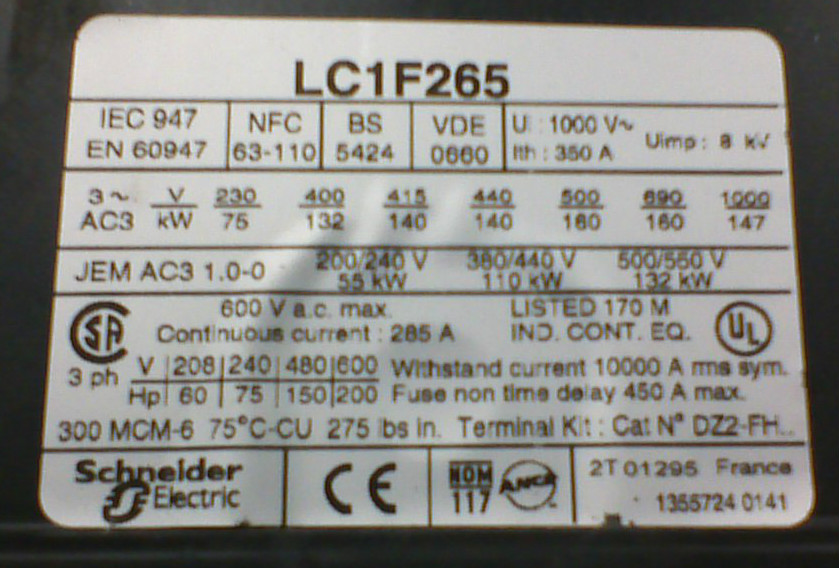 LC1F265
IEC 947 NFC BS VDE Ui : 1000 V~ Uimp : 8 kV
EN 60947 63-110 5424 0660 Ith : 350 A
3 ~ V 230 400 415 440 500 690 1000
AC3 kW 75 132 140 140 160 160 147
JEM AC3 1.0-0 200/240 V 380/440 V 500/550 V
55 kW 110 kW 132 kW
600 V a.c. max. LISTED 170 M
SA Continuous current : 285 A IND. CONT. EQ. UL
3 ph V 208 240 480 600 Withstand current 10000 A rms sym.
Hp 60 75 150 200 Fuse non time delay 450 A max.
300 MCM-6 75°C-CU 275 lbs in. Terminal Kit : Cat N° DZ2-FH..
Schneider CE NOM ANCE 2T 01295 France
Electric 117 1355724 0141